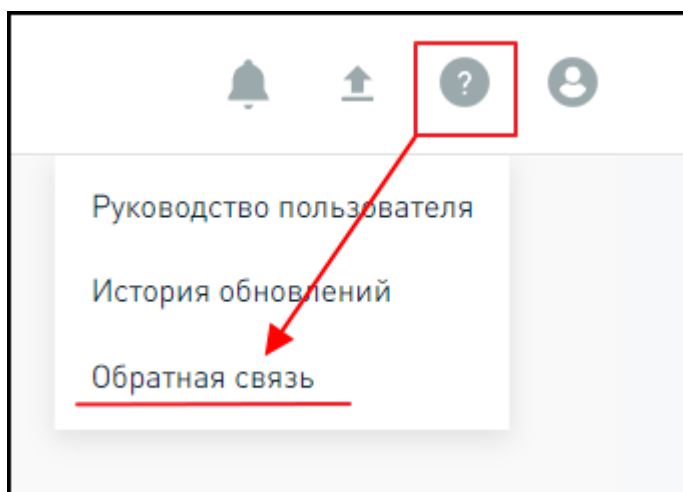 ?
Руководство пользователя
История обновлений
Обратная связь